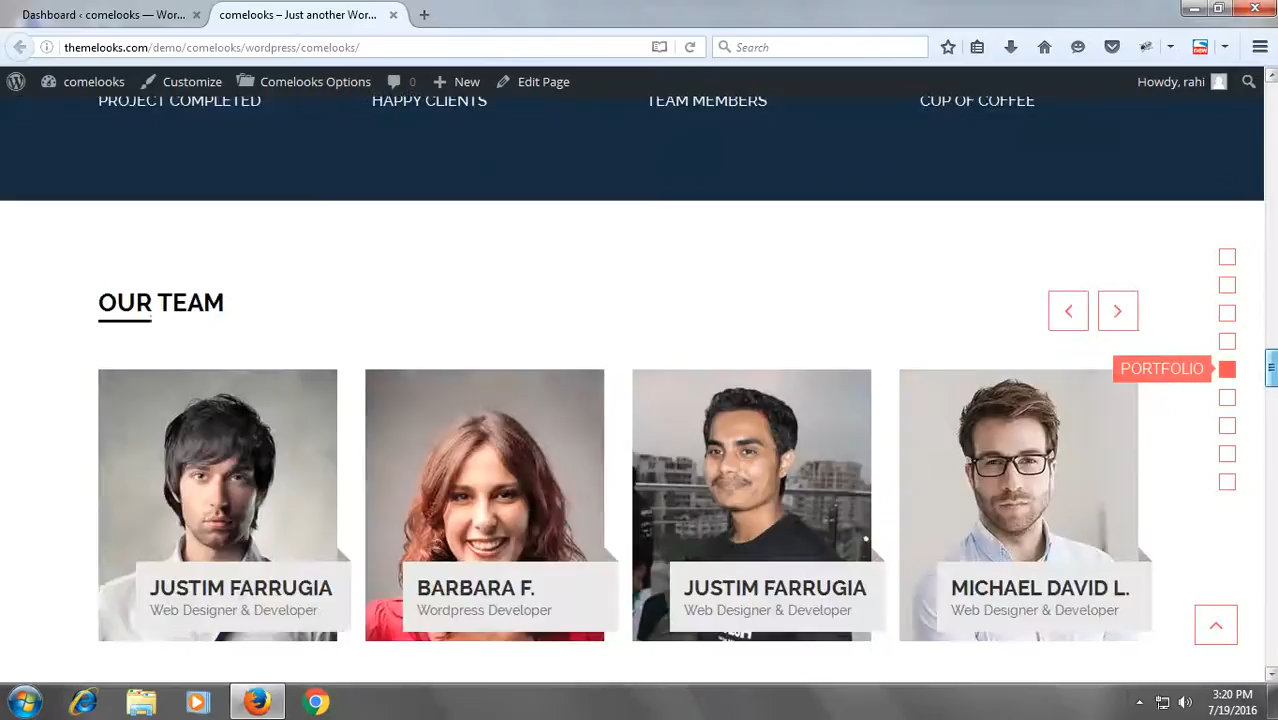 Dashboard ‹ comelooks — Wor...
comelooks – Just another Wor...
themelooks.com/demo/comelooks/wordpress/comelooks/
Search
comelooks
Customize
Comelooks Options
0
New
Edit Page
Howdy, rahi
PROJECT COMPLETED
HAPPY CLIENTS
TEAM MEMBERS
CUP OF COFFEE
OUR TEAM
PORTFOLIO
JUSTIM FARRUGIA
Web Designer & Developer
BARBARA F.
Wordpress Developer
JUSTIM FARRUGIA
Web Designer & Developer
MICHAEL DAVID L.
Web Designer & Developer
3:20 PM
7/19/2016